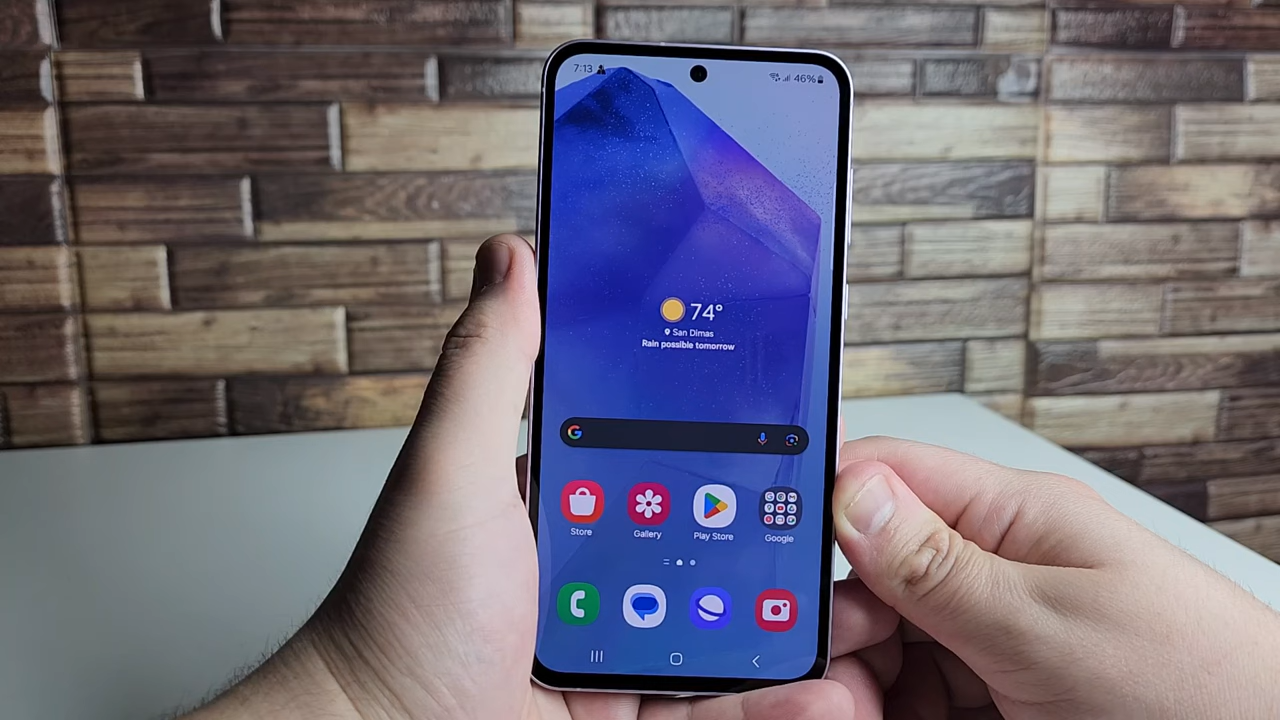 7:13
46%
74°
San Dimas
Rain possible tomorrow
G
Store
Gallery
Play Store
Google